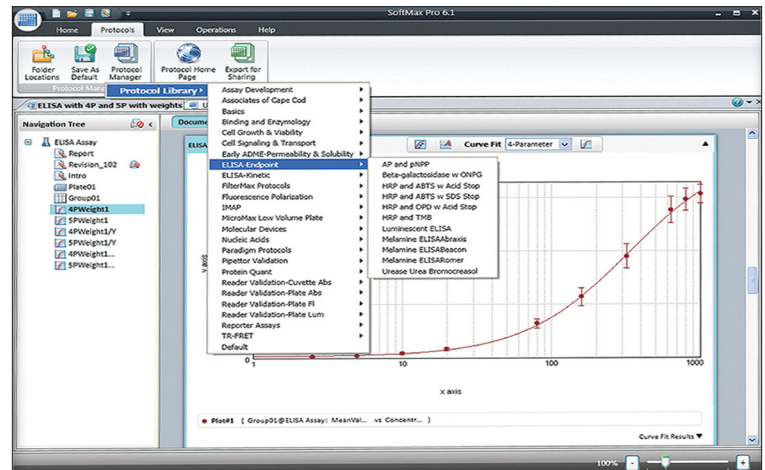 SoftMax Pro 6.1
Home Protocols View Operations Help
Folder Locations
Save As Default
Protocol Manager
Protocol Home Page
Export for Sharing
Protocol Library
ELISA with 4P and 5P with weights
Navigation Tree
ELISA Assay
Report
Revision_102
Intro
Plate01
Group01
4PWeight1
5PWeight1
4PWeight1/Y
5PWeight1/Y
4PWeight1...
5PWeight1...
Assay Development
Associates of Cape Cod
Basics
Binding and Enzymology
Cell Growth & Viability
Cell Signaling & Transport
Early ADME-Permeability & Solubility
ELISA-Endpoint
ELISA-Kinetic
FilterMax Protocols
Fluorescence Polarization
IMAP
MicroMax Low Volume Plate
Molecular Devices
Nucleic Acids
Paradigm Protocols
Pipettor Validation
Protein Quant
Reader Validation-Cuvette Abs
Reader Validation-Plate Abs
Reader Validation-Plate Fl
Reader Validation-Plate Lum
Reporter Assays
TR-FRET
Default
AP and pNPP
Beta-galactosidase w ONPG
HRP and ABTS w Acid Stop
HRP and ABTS w SDS Stop
HRP and OPD w Acid Stop
HRP and TMB
Luminescent ELISA
Melamine ELISAAbraxis
Melamine ELISABeacon
Melamine ELISARomer
Urease Urea Bromocreasol
Curve Fit 4-Parameter
y axis
0
1 10 100 1000
x axis
Plot#1 ( Group01@ELISA Assay: MeanVal... vs Concentr... )
Curve Fit Results
100%